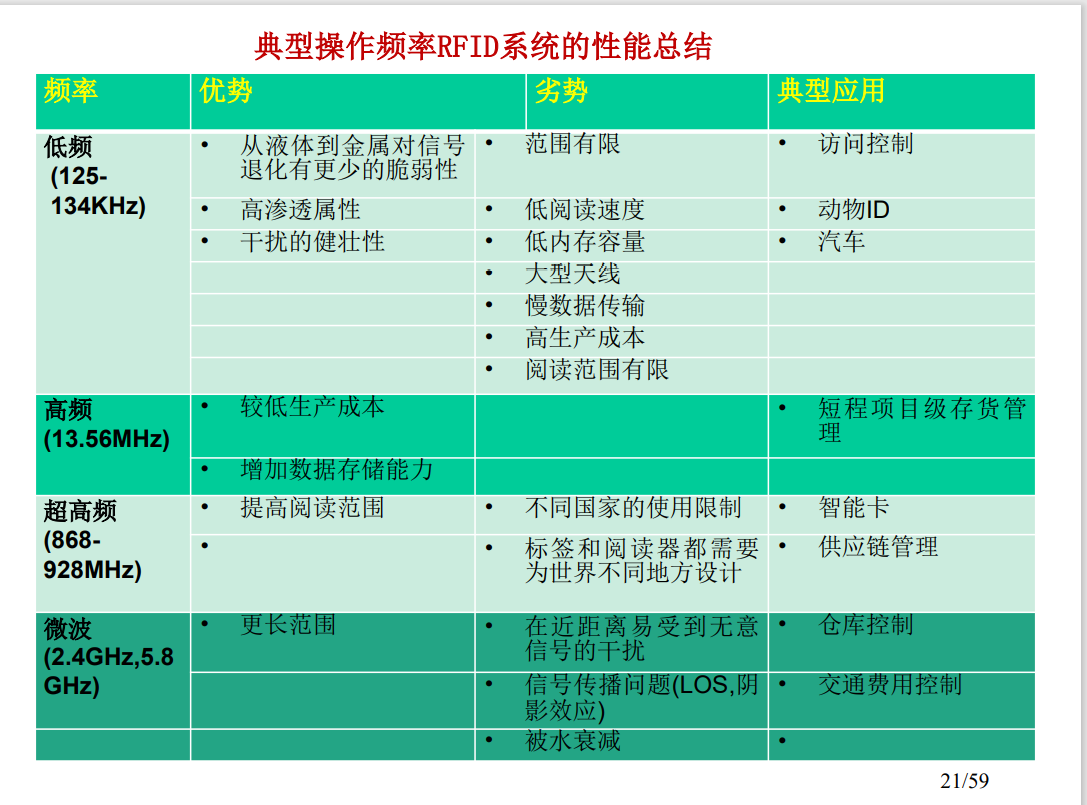 典型操作频率RFID系统的性能总结
频率 优势 劣势 典型应用
低频
(125-
134KHz)
• 从液体到金属对信号
退化有更少的脆弱性
• 范围有限
• 访问控制
• 高渗透属性
• 低阅读速度
• 动物ID
• 干扰的健壮性
• 低内存容量
• 汽车
• 大型天线
• 慢数据传输
• 高生产成本
• 阅读范围有限
高频
(13.56MHz)
• 较低生产成本
• 短程项目级存货管
理
• 增加数据存储能力
超高频
(868-
928MHz)
• 提高阅读范围
• 不同国家的使用限制
• 智能卡
•
• 标签和阅读器都需要
为世界不同地方设计
• 供应链管理
微波
(2.4GHz,5.8
GHz)
• 更长范围
• 在近距离易受到无意
信号的干扰
• 仓库控制
• 信号传播问题(LOS,阴
影效应)
• 交通费用控制
• 被水衰减
•
21/59